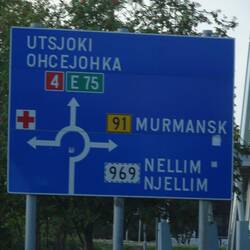 UTSJOKI
OHCEJOHKA
4 E 75
91 MURMANSK
969 NELLIM
NJELLIM